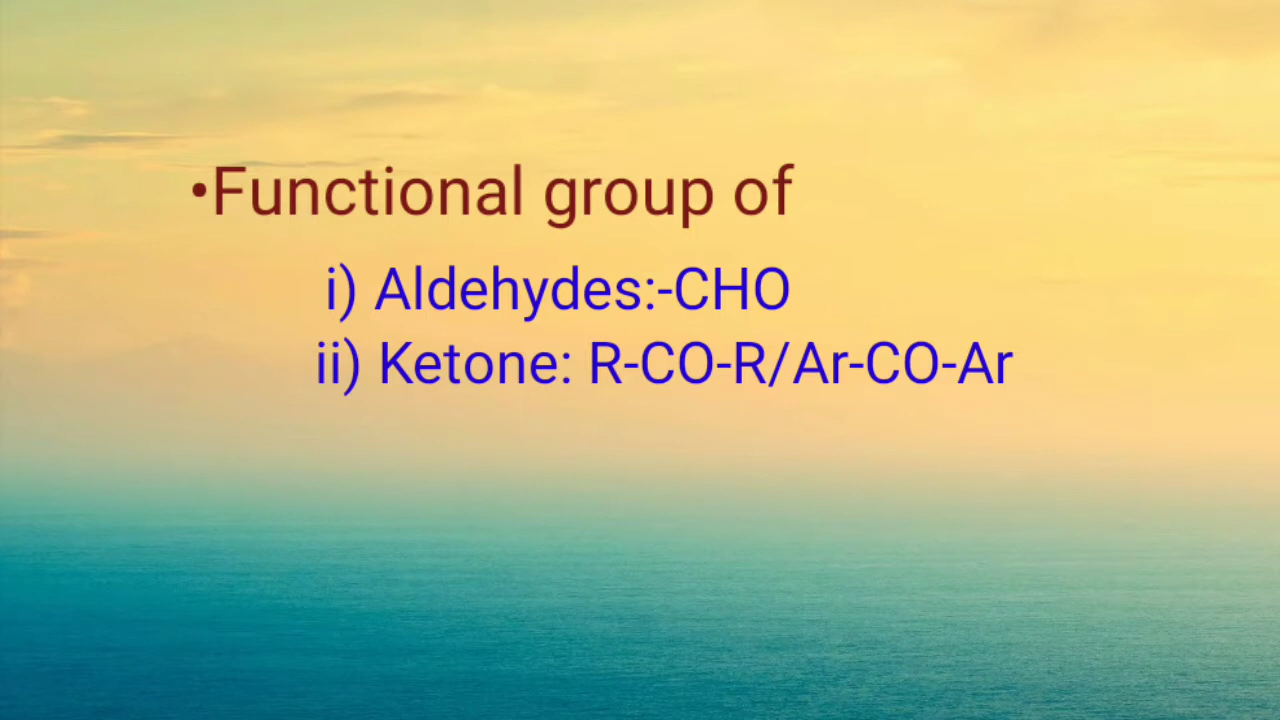 •Functional group of
i) Aldehydes:-CHO
ii) Ketone: R-CO-R/Ar-CO-Ar